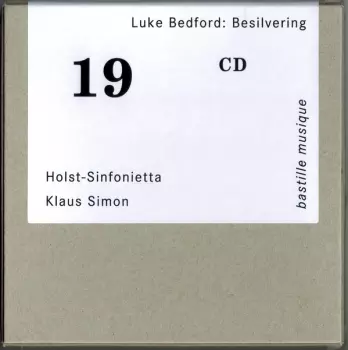 Luke Bedford: Besilvering
19
CD
Holst-Sinfonietta
Klaus Simon
bastille musique